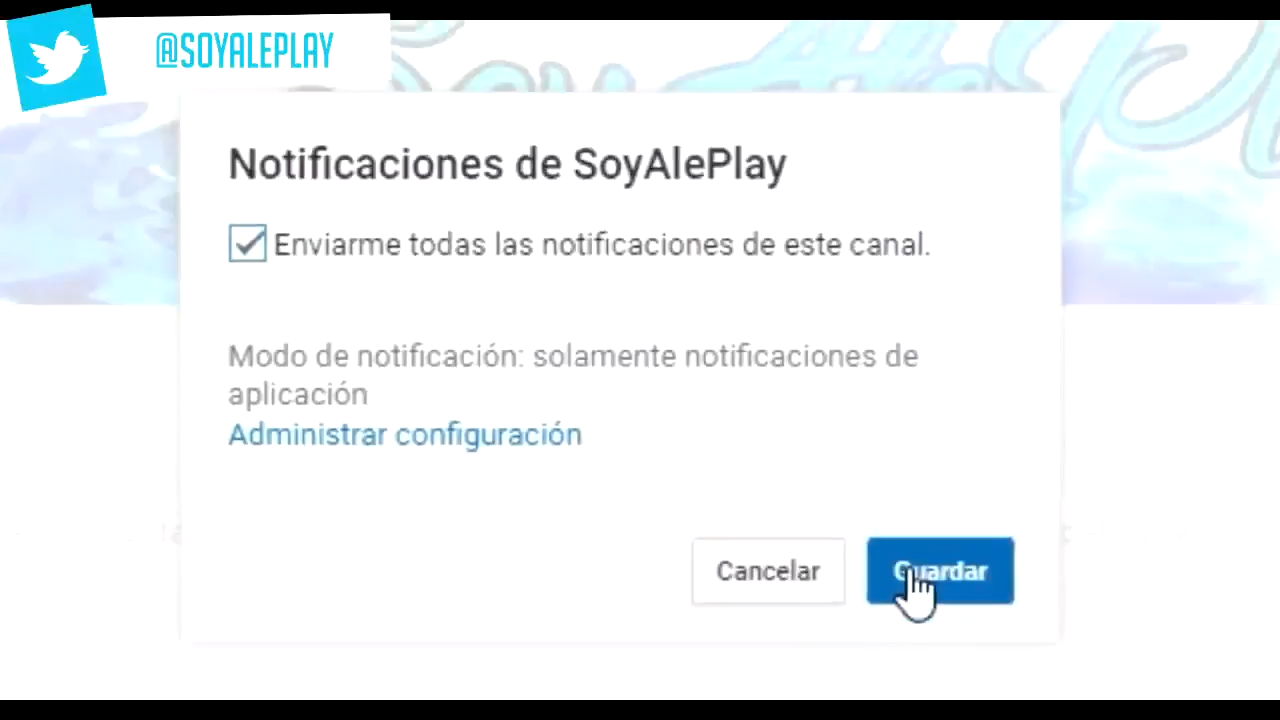 @SOYALEPLAY
Notificaciones de SoyAlePlay
Enviarme todas las notificaciones de este canal.
Modo de notificación: solamente notificaciones de
aplicación
Administrar configuración
Cancelar
Guardar